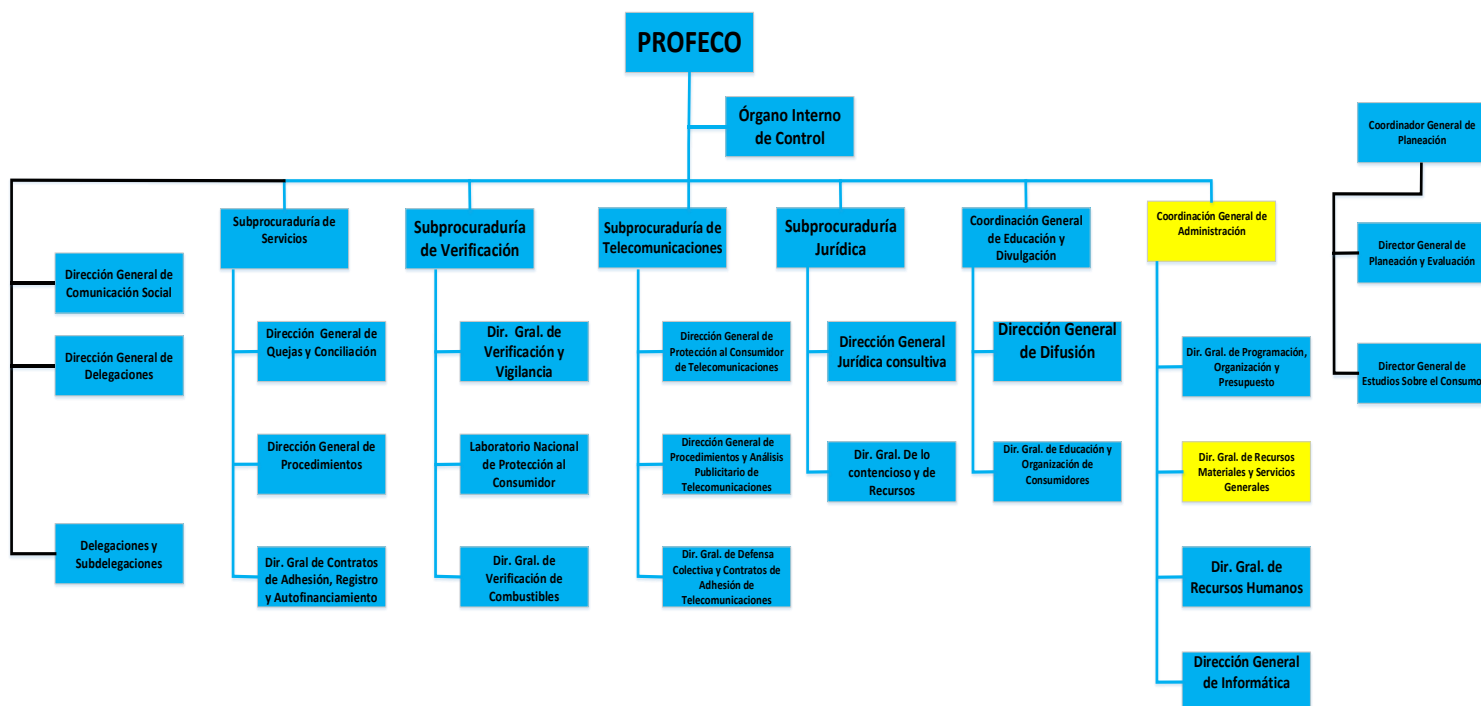 PROFECO
Órgano Interno
de Control
Coordinador General de
Planeación
Director General de
Planeación y Evaluación
Director General de
Estudios Sobre el Consumo
Dirección General de
Comunicación Social
Dirección General de
Delegaciones
Delegaciones y
Subdelegaciones
Subprocuraduría de
Servicios
Dirección General de
Quejas y Conciliación
Dirección General de
Procedimientos
Dir. Gral de Contratos
de Adhesión, Registro
y Autofinanciamiento
Subprocuraduría
de Verificación
Dir. Gral. de
Verificación y
Vigilancia
Laboratorio Nacional
de Protección al
Consumidor
Dir. Gral. de
Verificación de
Combustibles
Subprocuraduría de
de Telecomunicaciones
Dirección General de
Protección al Consumidor
de Telecomunicaciones
Dirección General de
Procedimientos y Análisis
Publicitario de
Telecomunicaciones
Dir. Gral. de Defensa
Colectiva y Contratos de
Adhesión de
Telecomunicaciones
Subprocuraduría
Jurídica
Dirección General
Jurídica consultiva
Dir. Gral. De lo
contencioso y de
Recursos
Coordinación General
de Educación y
Divulgación
Dirección General
de Difusión
Dir. Gral. de Educación y
Organización de
Consumidores
Coordinación General de
Administración
Dir. Gral. de Programación,
Organización y
Presupuesto
Dir. Gral. de Recursos
Materiales y Servicios
Generales
Dir. Gral. de
Recursos Humanos
Dirección General
de Informática